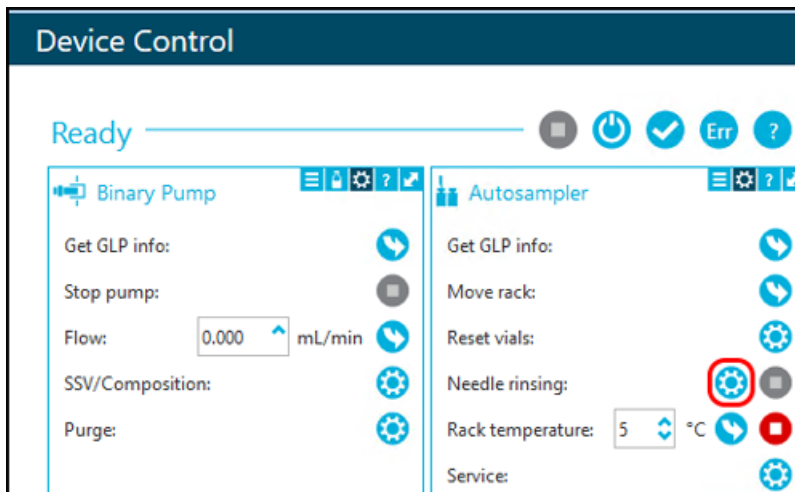 Device Control
Ready
Err ?
Binary Pump
?
Get GLP info:
Stop pump:
Flow: 0.000 mL/min
SSV/Composition:
Purge:
Autosampler
?
Get GLP info:
Move rack:
Reset vials:
Needle rinsing:
Rack temperature: 5 °C
Service: